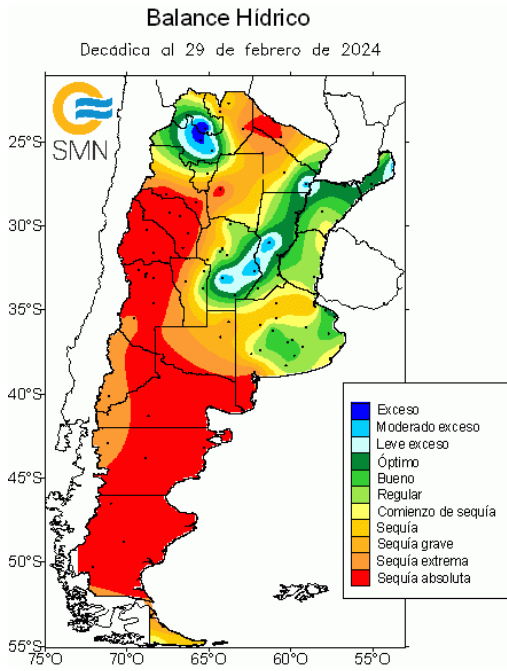 Balance Hídrico
Decádica al 29 de febrero de 2024
SMN
25°S
30°S
35°S
40°S
45°S
50°S
55°S
75°O
70°O
65°O
60°O
55°O
Exceso
Moderado exceso
Leve exceso
Óptimo
Bueno
Regular
Comienzo de sequía
Sequía
Sequía grave
Sequía extrema
Sequía absoluta